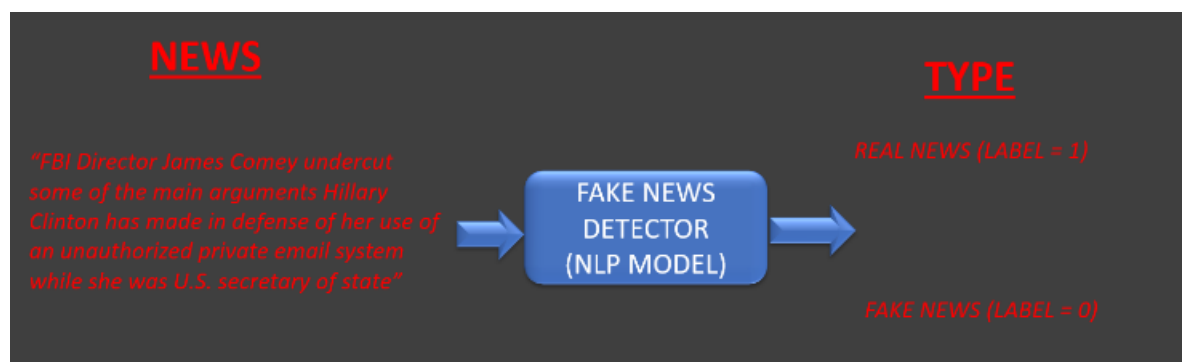 NEWS
"FBI Director James Comey undercut
some of the main arguments Hillary
Clinton has made in defense of her use of
an unauthorized private email system
while she was U.S. secretary of state"
FAKE NEWS
DETECTOR
(NLP MODEL)
TYPE
REAL NEWS (LABEL = 1)
FAKE NEWS (LABEL = 0)